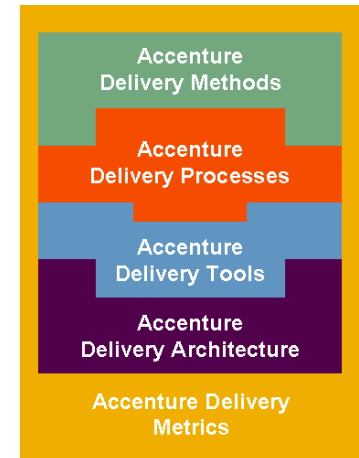 Accenture
Delivery Methods
Accenture
Delivery Processes
Accenture
Delivery Tools
Accenture
Delivery Architecture
Accenture Delivery
Metrics